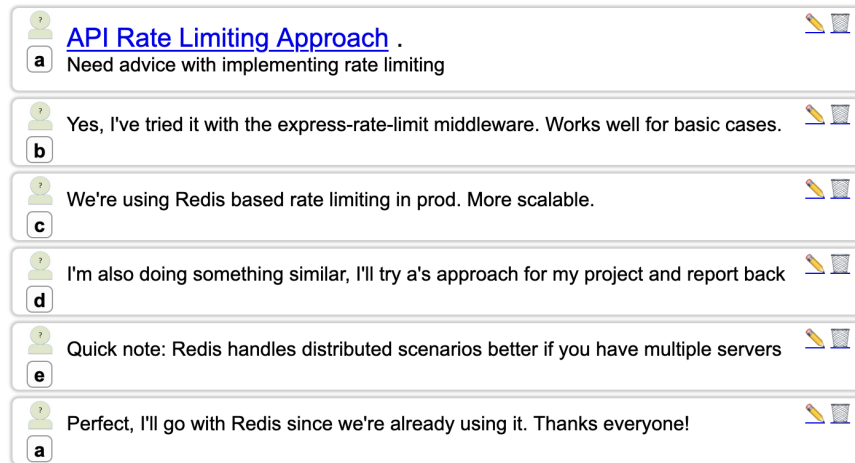 ?
API Rate Limiting Approach .
a
Need advice with implementing rate limiting
?
Yes, I've tried it with the express-rate-limit middleware. Works well for basic cases.
b
?
We're using Redis based rate limiting in prod. More scalable.
c
?
I'm also doing something similar, I'll try a's approach for my project and report back
d
?
Quick note: Redis handles distributed scenarios better if you have multiple servers
e
?
Perfect, I'll go with Redis since we're already using it. Thanks everyone!
a